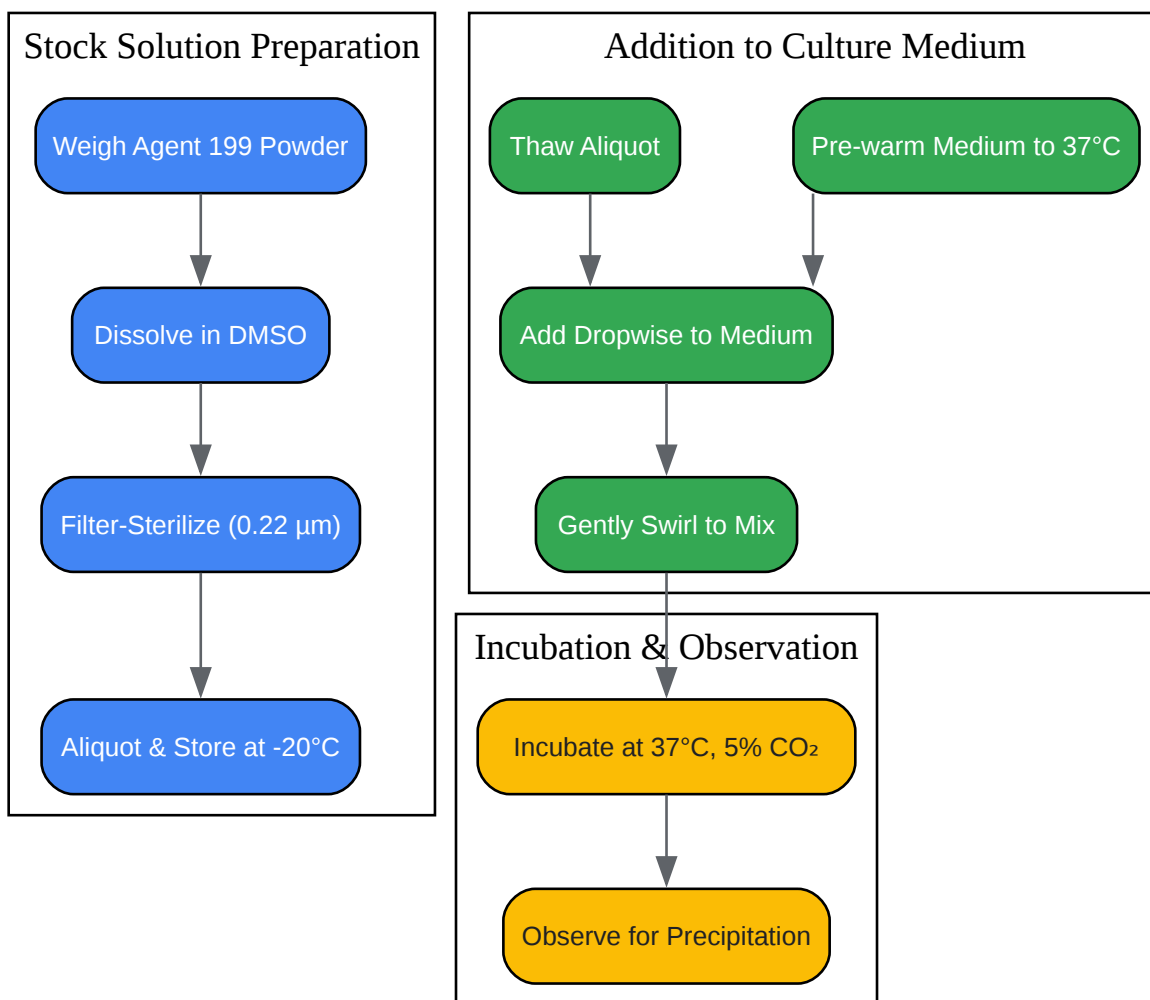 Stock Solution Preparation
Weigh Agent 199 Powder
Dissolve in DMSO
Filter-Sterilize (0.22 µm)
Aliquot & Store at -20°C
Addition to Culture Medium
Thaw Aliquot
Pre-warm Medium to 37°C
Add Dropwise to Medium
Gently Swirl to Mix
Incubation & Observation
Incubate at 37°C, 5% CO₂
Observe for Precipitation